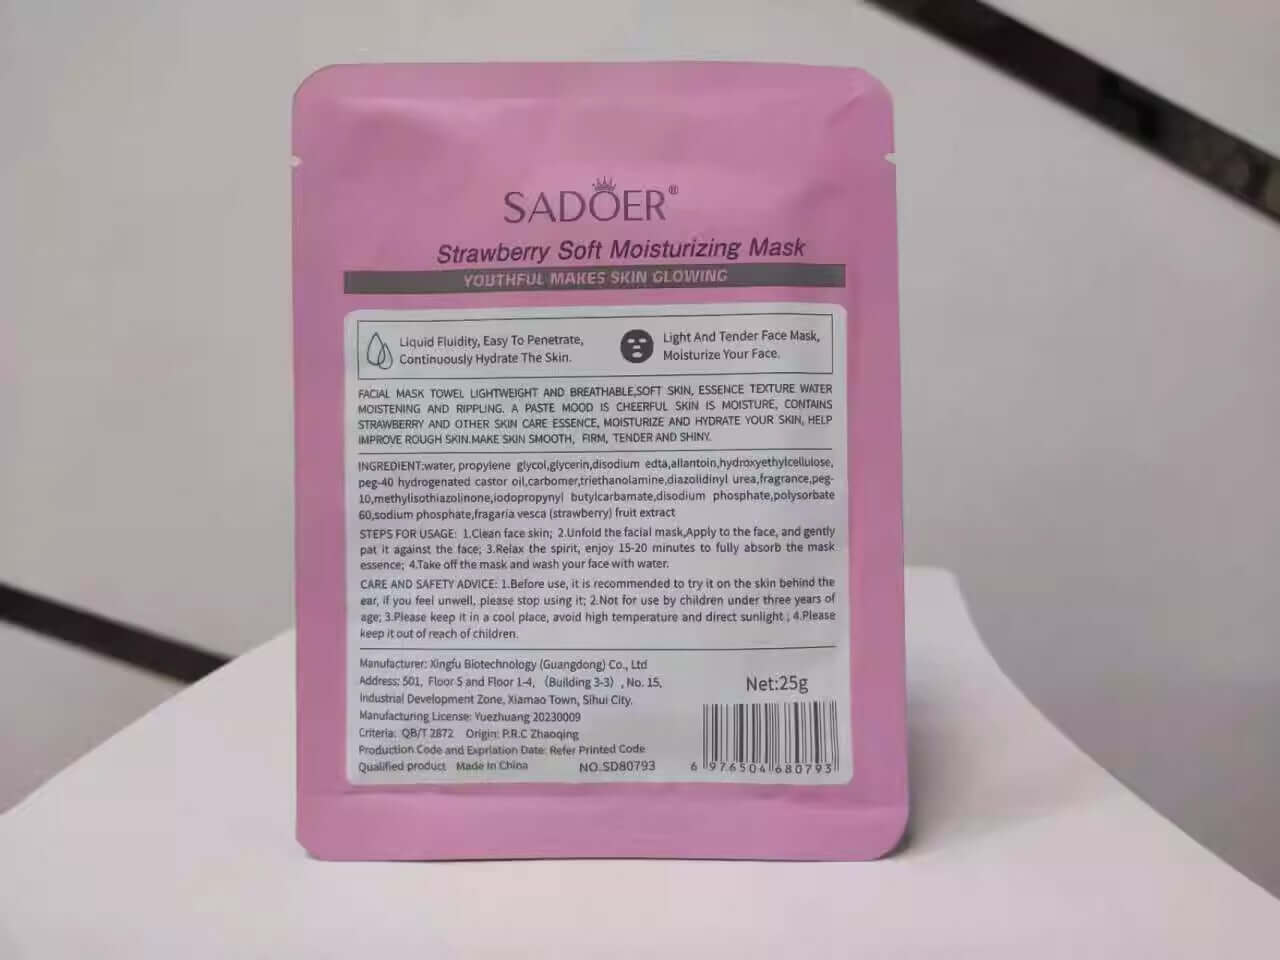 SADOER®
Strawberry Soft Moisturizing Mask
YOUTHFUL MAKES SKIN GLOWING
Liquid Fluidity, Easy To Penetrate,
Continuously Hydrate The Skin.
Light And Tender Face Mask,
Moisturize Your Face.
FACIAL MASK TOWEL LIGHTWEIGHT AND BREATHABLE,SOFT SKIN, ESSENCE TEXTURE WATER
MOISTENING AND RIPPLING. A PASTE MOOD IS CHEERFUL SKIN IS MOISTURE, CONTAINS
STRAWBERRY AND OTHER SKIN CARE ESSENCE, MOISTURIZE AND HYDRATE YOUR SKIN, HELP
IMPROVE ROUGH SKIN.MAKE SKIN SMOOTH, FIRM, TENDER AND SHINY.
INGREDIENT:water, propylene glycol,glycerin,disodium edta,allantoin,hydroxyethylcellulose,
peg-40 hydrogenated castor oil,carbomer,triethanolamine,diazolidinyl urea,fragrance,peg-
10,methylisothiazolinone,iodopropynyl butylcarbamate,disodium phosphate,polysorbate
60,sodium phosphate,fragaria vesca (strawberry) fruit extract
STEPS FOR USAGE: 1.Clean face skin; 2.Unfold the facial mask,Apply to the face, and gently
pat it against the face; 3.Relax the spirit, enjoy 15-20 minutes to fully absorb the mask
essence; 4.Take off the mask and wash your face with water.
CARE AND SAFETY ADVICE: 1.Before use, it is recommended to try it on the skin behind the
ear, if you feel unwell, please stop using it; 2.Not for use by children under three years of
age; 3.Please keep it in a cool place, avoid high temperature and direct sunlight ; 4.Please
keep it out of reach of children.
Manufacturer: Xingfu Biotechnology (Guangdong) Co., Ltd
Address: 501, Floor 5 and Floor 1-4, (Building 3-3) , No. 15,
Industrial Development Zone, Xiamao Town, Sihui City.
Manufacturing License: Yuezhuang 20230009
Criteria: QB/T 2872 Origin: P.R.C Zhaoqing
Production Code and Expriation Date: Refer Printed Code
Qualified product Made In China NO.SD80793
Net:25g
6 976504 680793